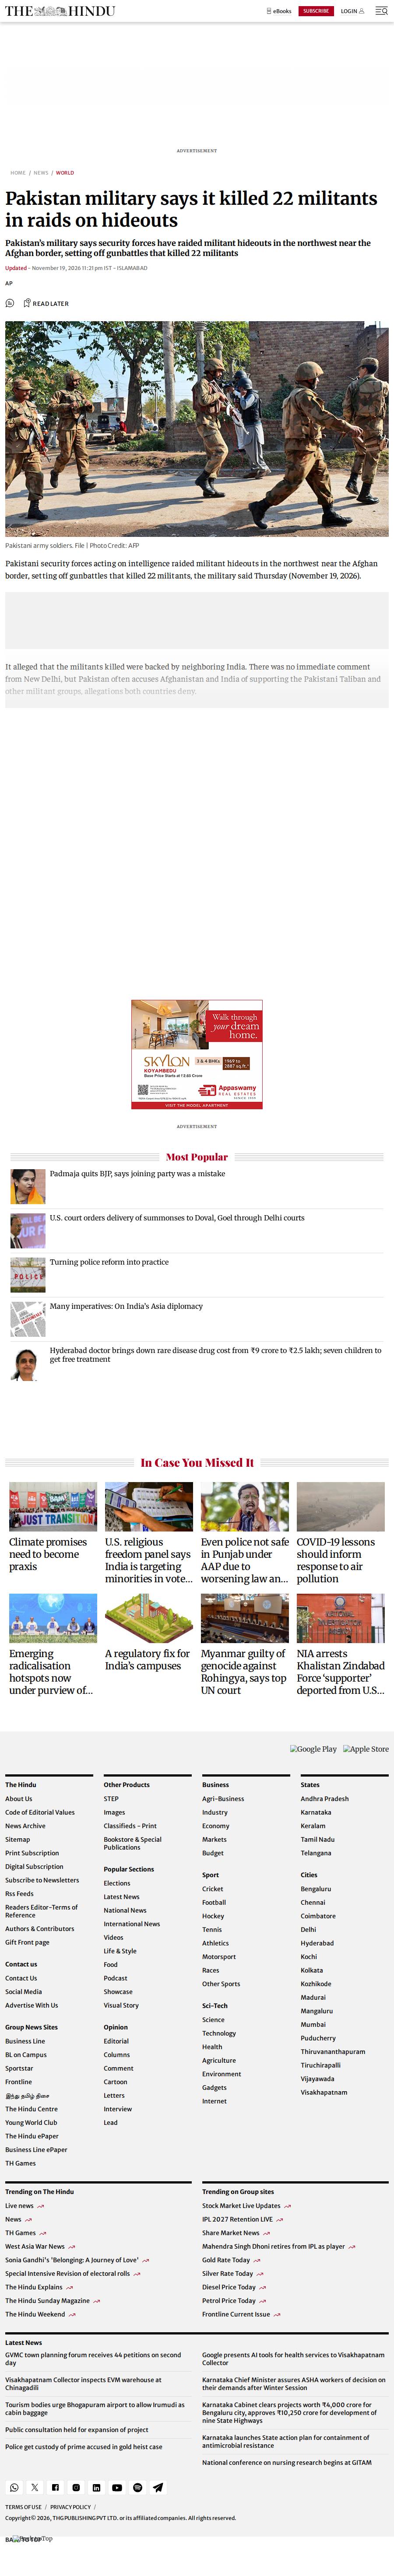 THE HINDU
eBooks
SUBSCRIBE
LOGIN
ADVERTISEMENT
HOME / NEWS / WORLD
Pakistan military says it killed 22 militants
in raids on hideouts
Pakistan’s military says security forces have raided militant hideouts in the northwest near the
Afghan border, setting off gunbattles that killed 22 militants
Updated - November 19, 2026 11:21 pm IST - ISLAMABAD
AP
READ LATER
Pakistani army soldiers. File | Photo Credit: AFP
Pakistani security forces acting on intelligence raided militant hideouts in the northwest near the Afghan
border, setting off gunbattles that killed 22 militants, the military said Thursday (November 19, 2026).
It alleged that the militants killed were backed by neighboring India. There was no immediate comment
from New Delhi, but Pakistan often accuses Afghanistan and India of supporting the Pakistani Taliban and
other militant groups, allegations both countries deny.
Walk through
your dream
home.
SKYLON
KOYAMBEDU
3 & 4 BHKs
1969 to
2887 sq.ft.*
Base Price Starts ₹ 2.65 Crores
Appaswamy
REAL ESTATES
VISIT THE MODEL APARTMENT
ADVERTISEMENT
Most Popular
Padmaja quits BJP, says joining party was a mistake
U.S. court orders delivery of summonses to Doval, Goel through Delhi courts
POLICE
Turning police reform into practice
Many imperatives: On India’s Asia diplomacy
Hyderabad doctor brings down rare disease drug cost from ₹9 crore to ₹2.5 lakh; seven children to
get free treatment
In Case You Missed It
JUST TRANSITION
Climate promises
need to become
praxis
U.S. religious
freedom panel says
India is targeting
minorities in vote...
Even police not safe
in Punjab under
AAP due to
worsening law an...
COVID-19 lessons
should inform
response to air
pollution
Emerging
radicalisation
hotspots now
under purview of...
A regulatory fix for
India’s campuses
Myanmar guilty of
genocide against
Rohingya, says top
UN court
NIA arrests
Khalistan Zindabad
Force ‘supporter’
deported from U.S...
Google Play
Apple Store
The Hindu
About Us
Code of Editorial Values
News Archive
Sitemap
Print Subscription
Digital Subscription
Subscribe to Newsletters
Rss Feeds
Readers Editor-Terms of
Reference
Authors & Contributors
Gift Front page
Contact us
Contact Us
Social Media
Advertise With Us
Group News Sites
Business Line
BL on Campus
Sportstar
Frontline
இந்து தமிழ் திசை
The Hindu Centre
Young World Club
The Hindu ePaper
Business Line ePaper
TH Games
Other Products
STEP
Images
Classifieds - Print
Bookstore & Special
Publications
Popular Sections
Elections
Latest News
National News
International News
Videos
Life & Style
Food
Podcast
Showcase
Visual Story
Opinion
Editorial
Columns
Comment
Cartoon
Letters
Interview
Lead
Business
Agri-Business
Industry
Economy
Markets
Budget
Sport
Cricket
Football
Hockey
Tennis
Athletics
Motorsport
Races
Other Sports
Sci-Tech
Science
Technology
Health
Agriculture
Environment
Gadgets
Internet
States
Andhra Pradesh
Karnataka
Keralam
Tamil Nadu
Telangana
Cities
Bengaluru
Chennai
Coimbatore
Delhi
Hyderabad
Kochi
Kolkata
Kozhikode
Madurai
Mangaluru
Mumbai
Puducherry
Thiruvananthapuram
Tiruchirapalli
Vijayawada
Visakhapatnam
Trending on The Hindu
Live news
News
TH Games
West Asia War News
Sonia Gandhi's 'Belonging: A Journey of Love'
Special Intensive Revision of electoral rolls
The Hindu Explains
The Hindu Sunday Magazine
The Hindu Weekend
Trending on Group sites
Stock Market Live Updates
IPL 2027 Retention LIVE
Share Market News
Mahendra Singh Dhoni retires from IPL as player
Gold Rate Today
Silver Rate Today
Diesel Price Today
Petrol Price Today
Frontline Current Issue
Latest News
GVMC town planning forum receives 44 petitions on second
day
Visakhapatnam Collector inspects EVM warehouse at
Chinagadili
Tourism bodies urge Bhogapuram airport to allow Irumudi as
cabin baggage
Public consultation held for expansion of project
Police get custody of prime accused in gold heist case
Google presents AI tools for health services to Visakhapatnam
Collector
Karnataka Chief Minister assures ASHA workers of decision on
their demands after Winter Session
Karnataka Cabinet clears projects worth ₹4,000 crore for
Bengaluru city, approves ₹10,250 crore for development of
nine State Highways
Karnataka launches State action plan for containment of
antimicrobial resistance
National conference on nursing research begins at GITAM
TERMS OF USE / PRIVACY POLICY /
Copyright© 2026, THG PUBLISHING PVT LTD. or its affiliated companies. All rights reserved.
BACK TO TOP